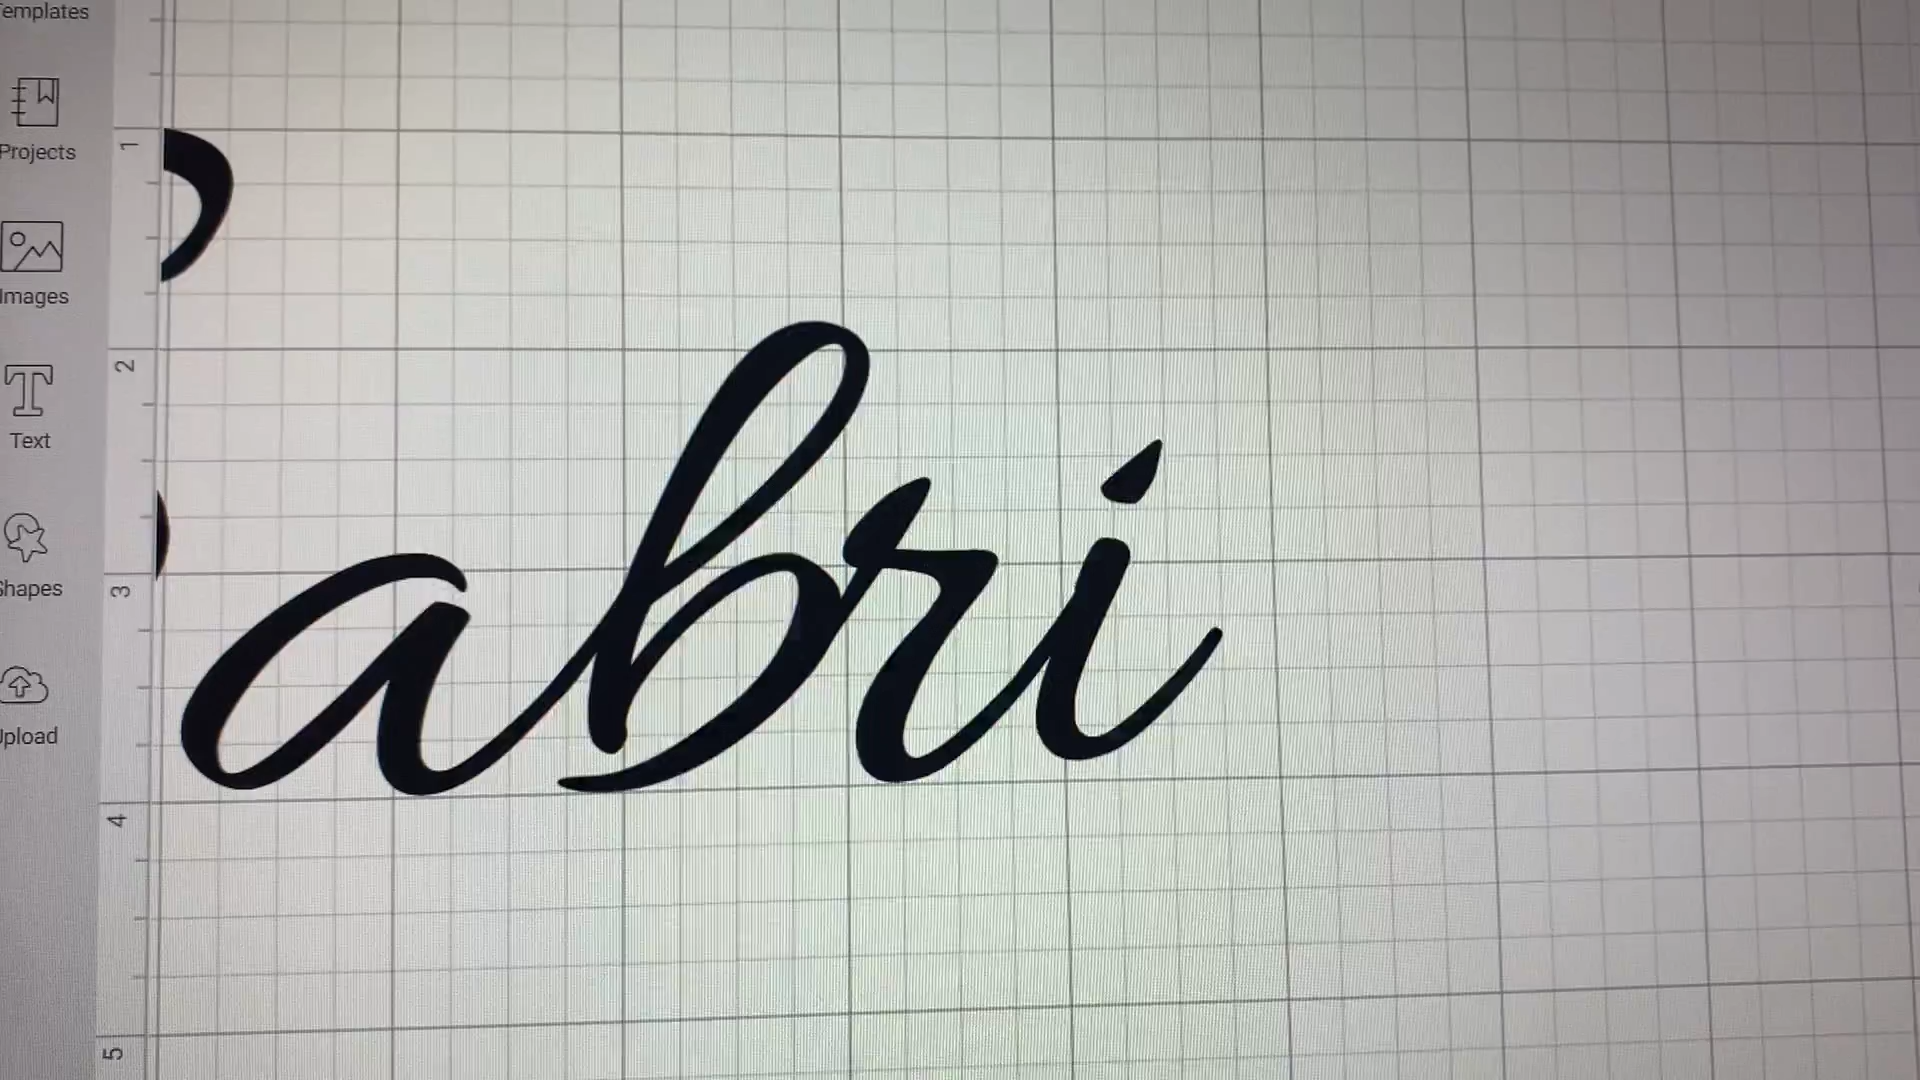 Templates
Projects
Images
Text
Shapes
Upload
1
2
3
4
5
abri